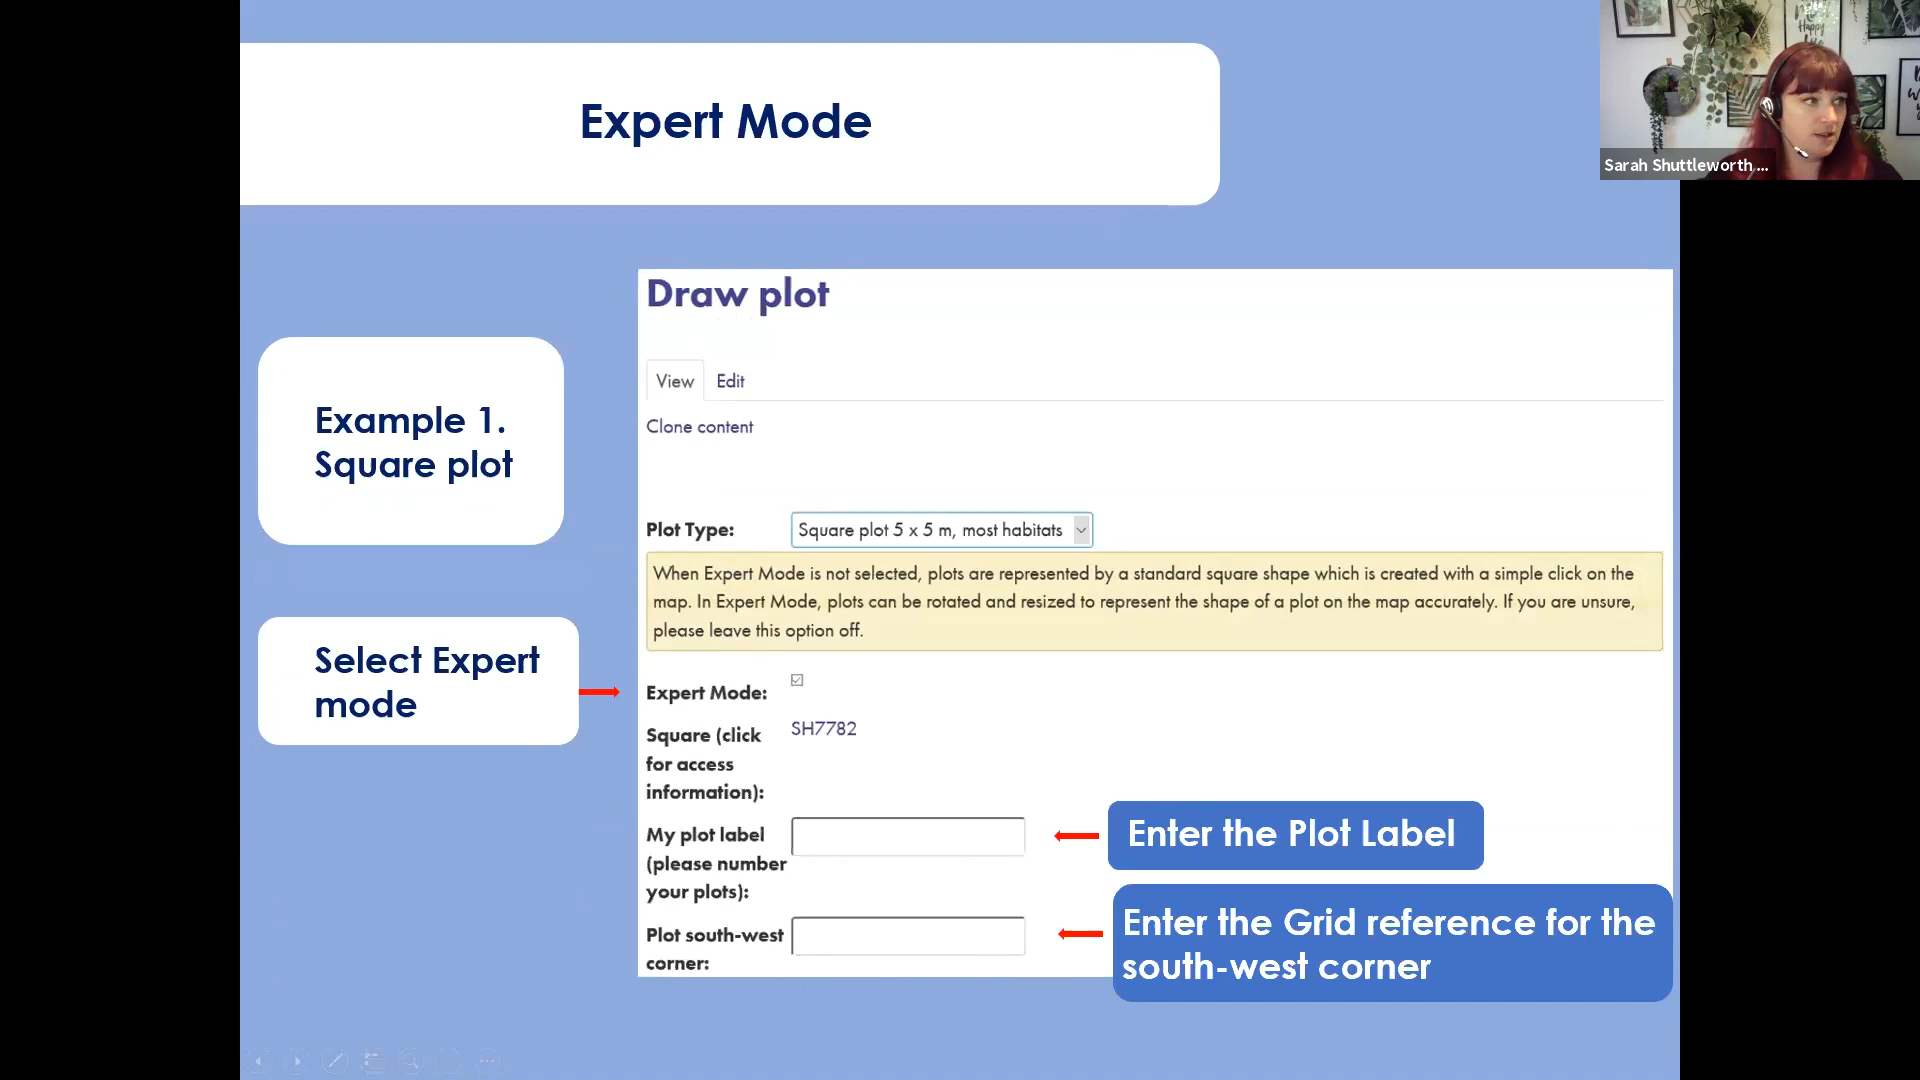 Expert Mode
Sarah Shuttleworth ...
Draw plot
View Edit
Clone content
Example 1.
Square plot
Plot Type: Square plot 5 x 5 m, most habitats
When Expert Mode is not selected, plots are represented by a standard square shape which is created with a simple click on the
map. In Expert Mode, plots can be rotated and resized to represent the shape of a plot on the map accurately. If you are unsure,
please leave this option off.
Select Expert
mode
Expert Mode:
Square (click SH7782
for access
information):
My plot label
(please number
your plots):
Enter the Plot Label
Plot south-west
corner:
Enter the Grid reference for the
south-west corner